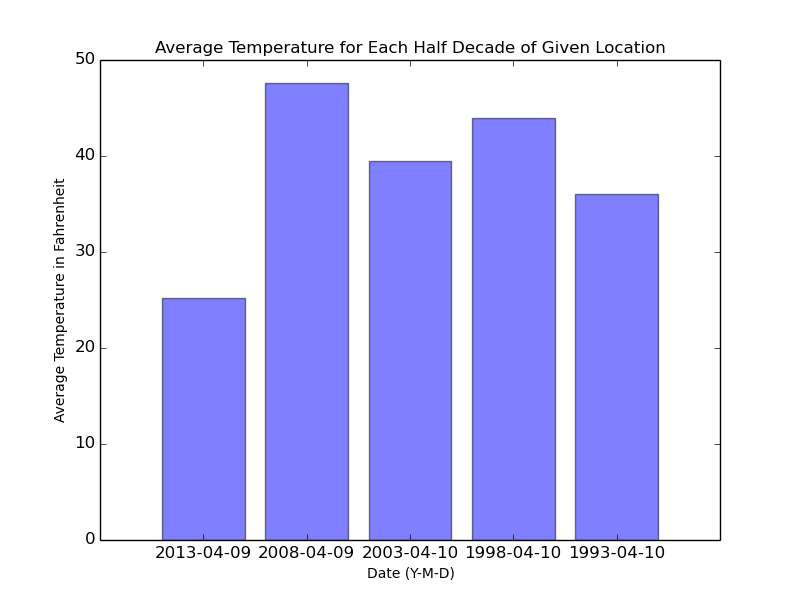 Average Temperature for Each Half Decade of Given Location
50
40
30
20
10
0
Average Temperature in Fahrenheit
2013-04-09 2008-04-09 2003-04-10 1998-04-10 1993-04-10
Date (Y-M-D)